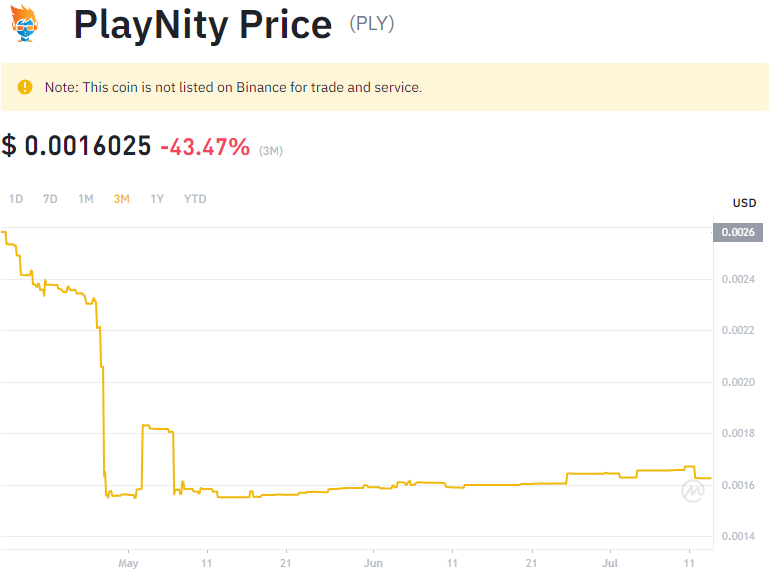 PlayNity Price (PLY)
Note: This coin is not listed on Binance for trade and service.
$ 0.0016025 -43.47% (3M)
1D 7D 1M 3M 1Y YTD
USD
0.0026
0.0024
0.0022
0.0020
0.0018
0.0016
0.0014
May 11 21 Jun 11 21 Jul 11